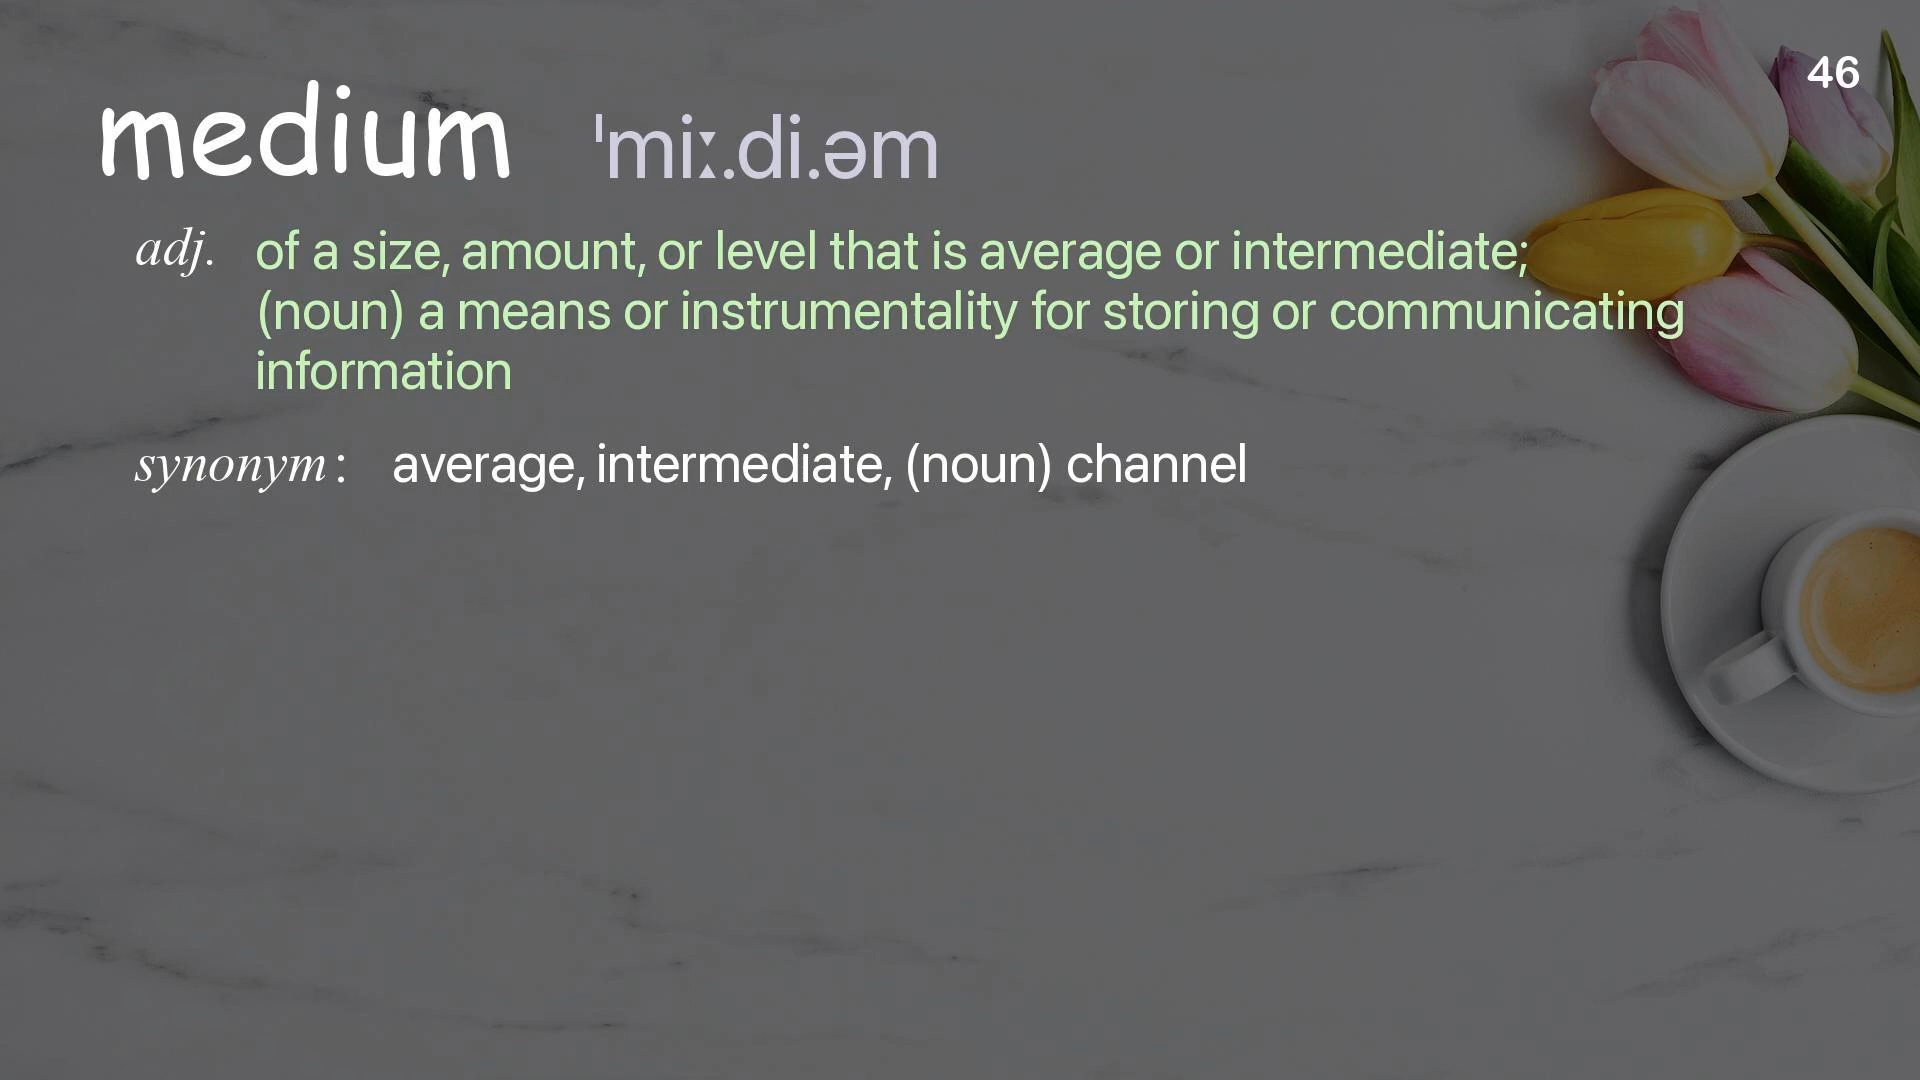 46
medium ˈmiː.di.əm
adj. of a size, amount, or level that is average or intermediate;
(noun) a means or instrumentality for storing or communicating
information
synonym: average, intermediate, (noun) channel